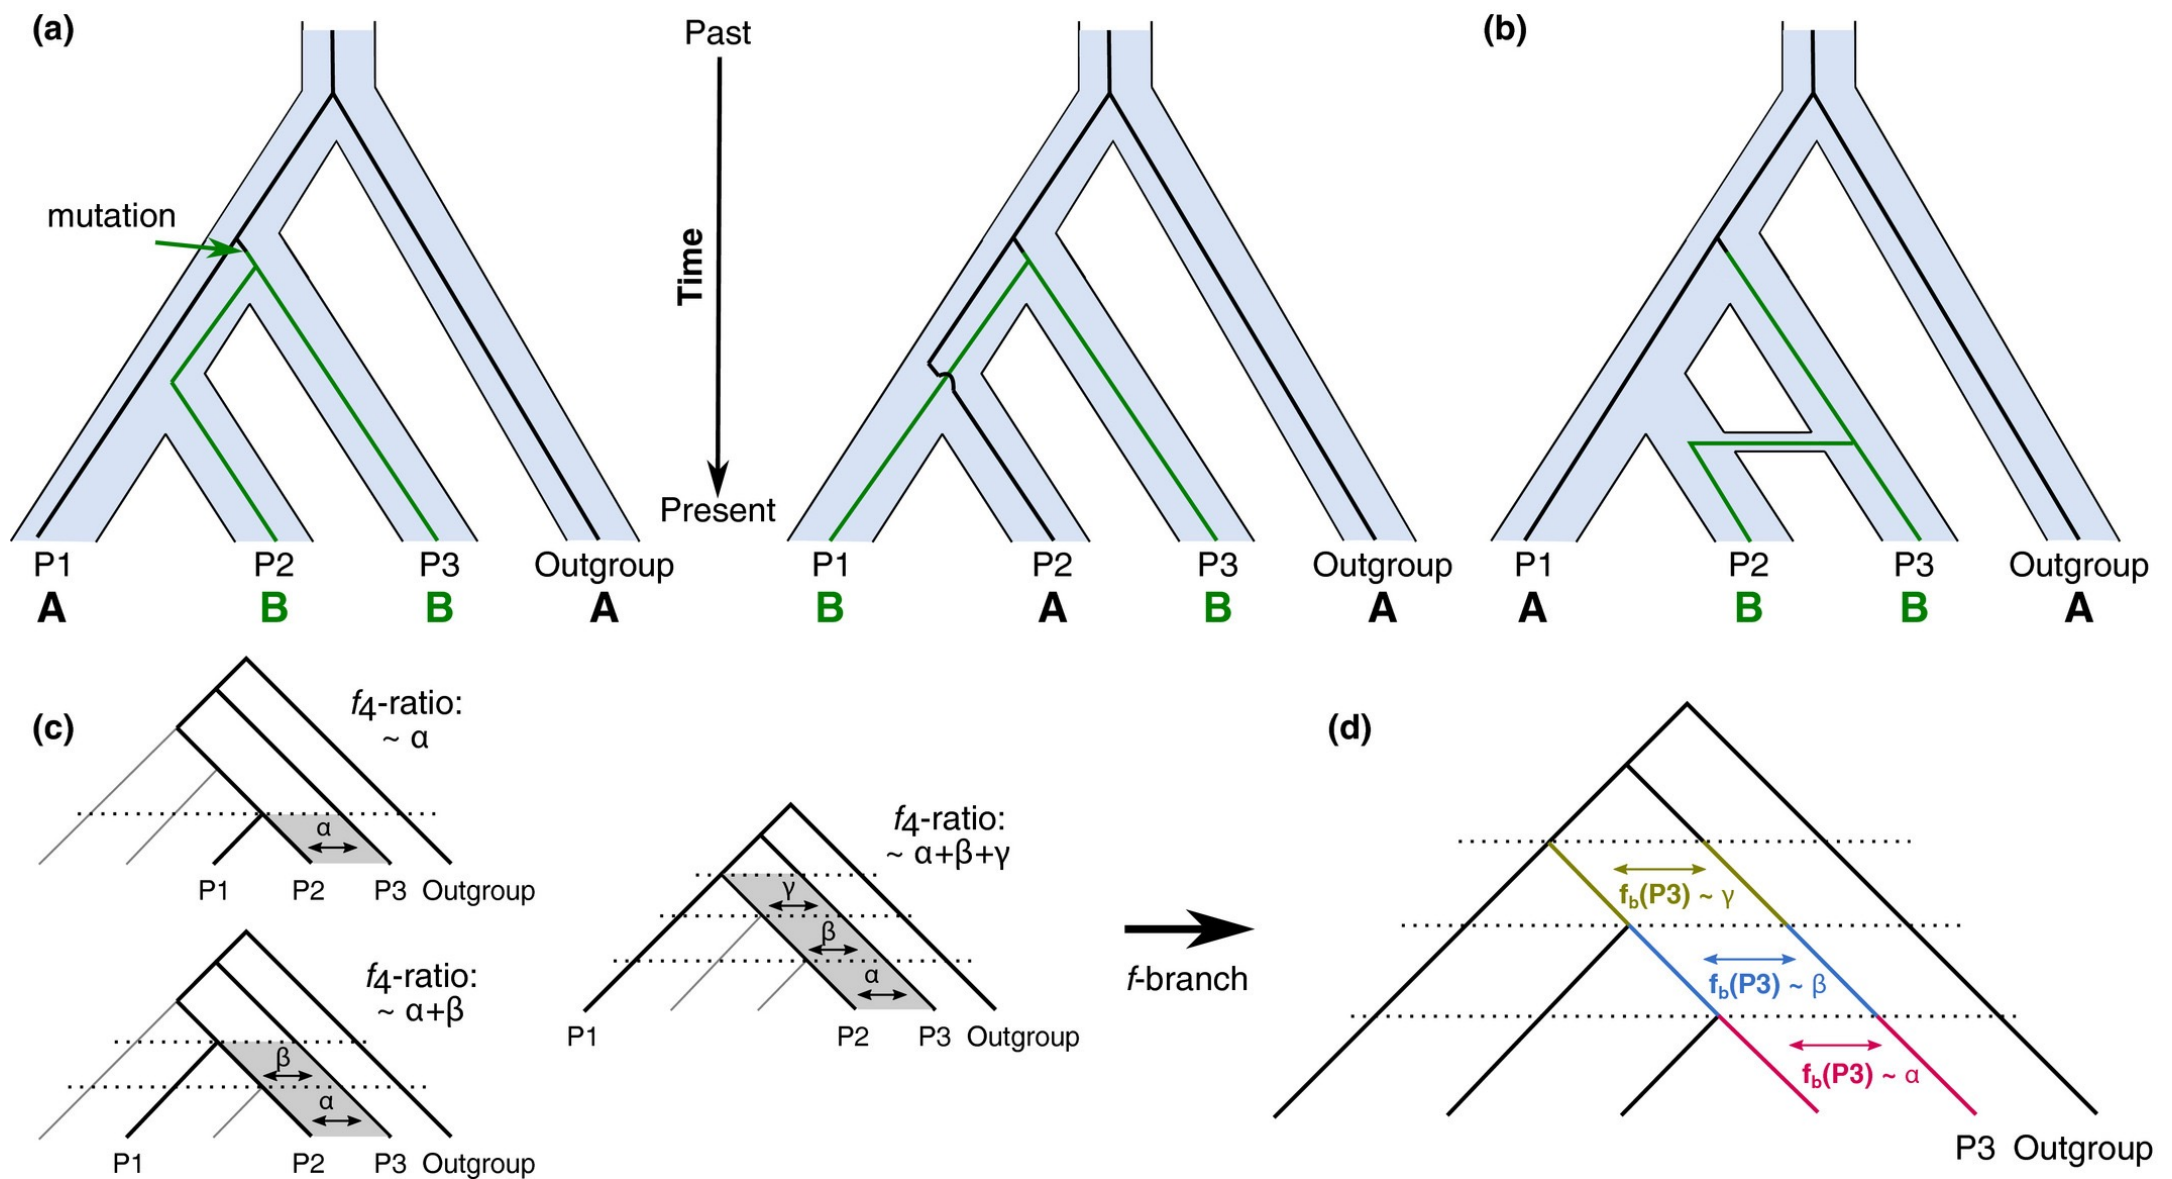 (a)
mutation
P1 P2 P3 Outgroup
A B B A
Past
Time
Present
P1 P2 P3 Outgroup
B A B A
(b)
P1 P2 P3 Outgroup
A B B A
(c)
f4-ratio:
~ α
α
P1 P2 P3 Outgroup
f4-ratio:
~ α+β
β
α
P1 P2 P3 Outgroup
f4-ratio:
~ α+β+γ
γ
β
α
P1 P2 P3 Outgroup
f-branch
(d)
fb(P3) ~ γ
fb(P3) ~ β
fb(P3) ~ α
P3 Outgroup